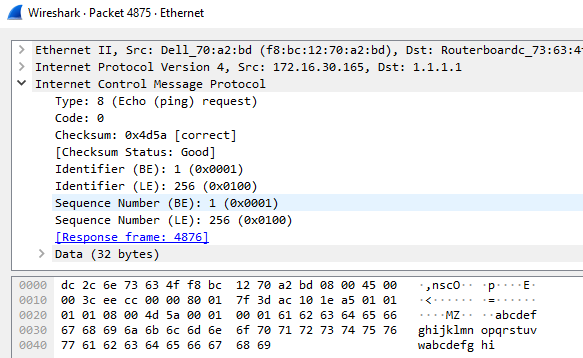 Wireshark · Packet 4875 · Ethernet
Ethernet II, Src: Dell_70:a2:bd (f8:bc:12:70:a2:bd), Dst: Routerboardc_73:63:4f
Internet Protocol Version 4, Src: 172.16.30.165, Dst: 1.1.1.1
Internet Control Message Protocol
Type: 8 (Echo (ping) request)
Code: 0
Checksum: 0x4d5a [correct]
[Checksum Status: Good]
Identifier (BE): 1 (0x0001)
Identifier (LE): 256 (0x0100)
Sequence Number (BE): 1 (0x0001)
Sequence Number (LE): 256 (0x0100)
[Response frame: 4876]
Data (32 bytes)
0000 dc 2c 6e 73 63 4f f8 bc 12 70 a2 bd 08 00 45 00 ·,nscO·· ·p····E·
0010 00 3c ee cc 00 00 80 01 7f 3d ac 10 1e a5 01 01 ·<······ ·=······
0020 01 01 08 00 4d 5a 00 01 00 01 61 62 63 64 65 66 ····MZ·· ··abcdef
0030 67 68 69 6a 6b 6c 6d 6e 6f 70 71 72 73 74 75 76 ghijklmn opqrstuv
0040 77 61 62 63 64 65 66 67 68 69 wabcdefg hi